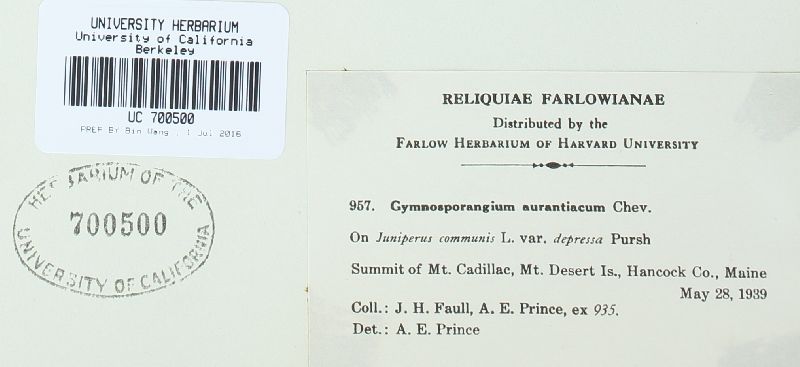 UNIVERSITY HERBARIUM
University of California
Berkeley
UC 700500
PREP BY Bin Wang , 1 Jul 2016
HERBARIUM OF THE
700500
UNIVERSITY OF CALIFORNIA
RELIQUIAE FARLOWIANAE
Distributed by the
FARLOW HERBARIUM OF HARVARD UNIVERSITY
957. Gymnosporangium aurantiacum Chev.
On Juniperus communis L. var. depressa Pursh
Summit of Mt. Cadillac, Mt. Desert Is., Hancock Co., Maine
May 28, 1939
Coll.: J. H. Faull, A. E. Prince, ex 935.
Det.: A. E. Prince